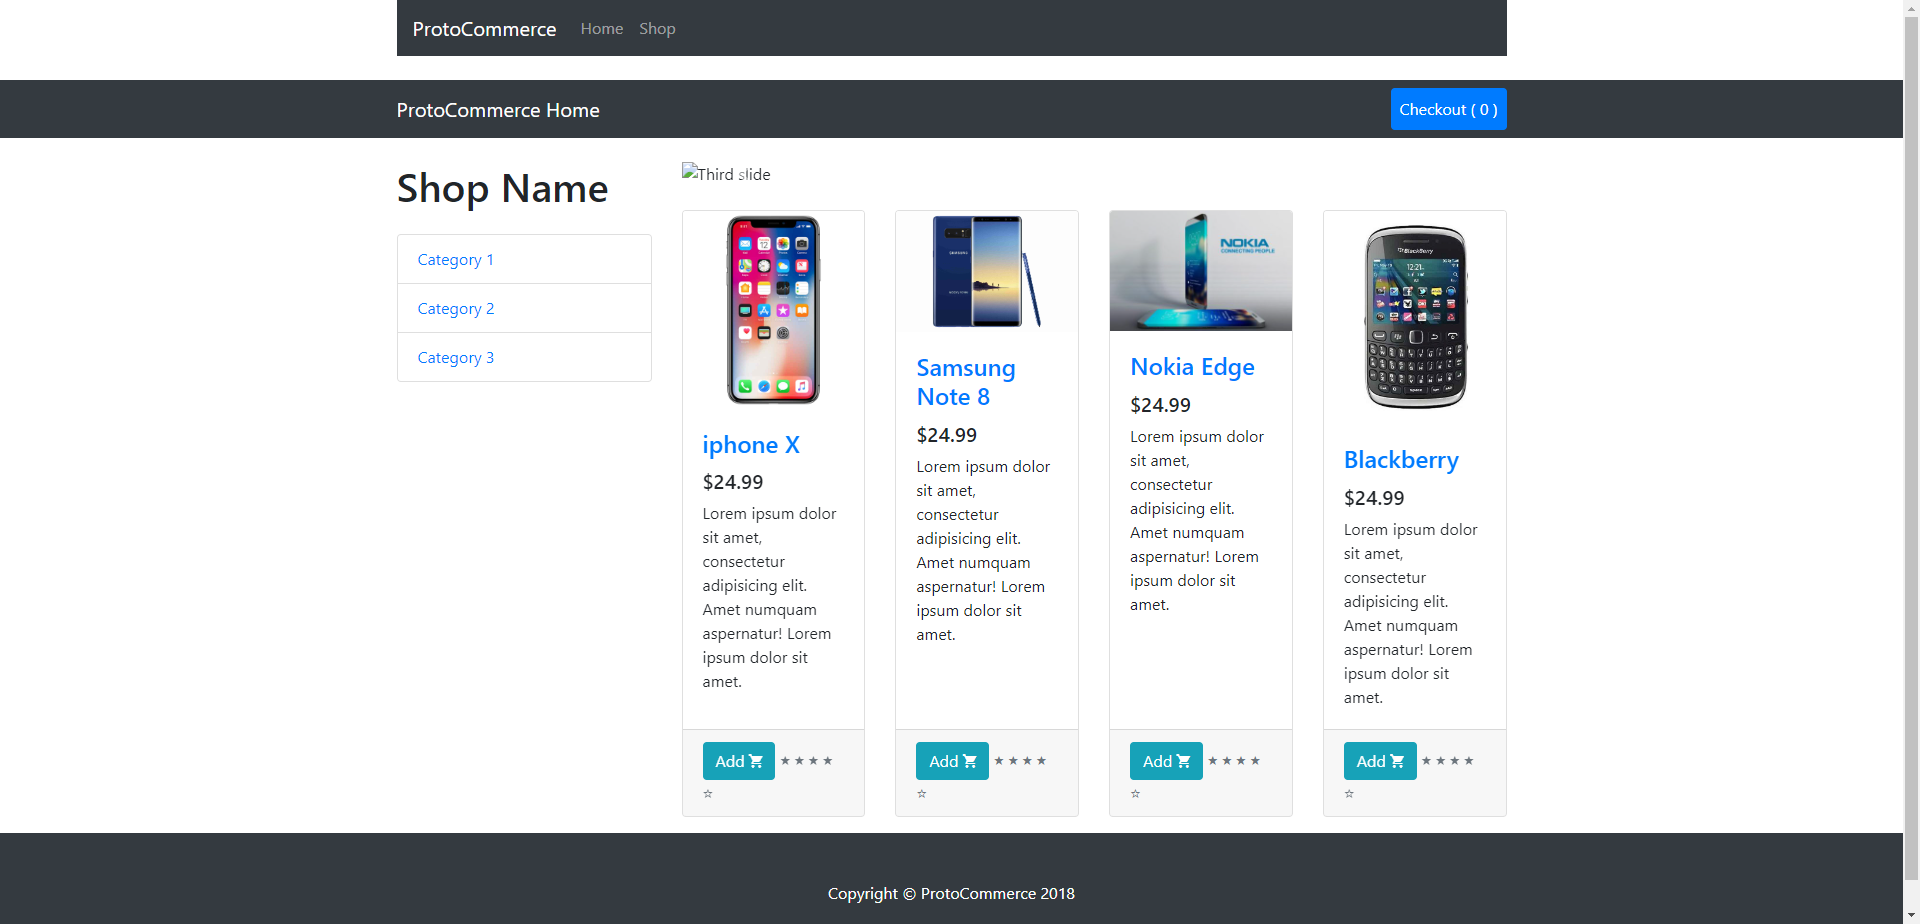 ProtoCommerce Home Shop
ProtoCommerce Home
Checkout ( 0 )
Shop Name
Category 1
Category 2
Category 3
Third slide
iphone X
$24.99
Lorem ipsum dolor
sit amet,
consectetur
adipisicing elit.
Amet numquam
aspernatur! Lorem
ipsum dolor sit
amet.
Add ★ ★ ★ ★
☆
Samsung
Note 8
$24.99
Lorem ipsum dolor
sit amet,
consectetur
adipisicing elit.
Amet numquam
aspernatur! Lorem
ipsum dolor sit
amet.
Add ★ ★ ★ ★
☆
NOKIA
CONNECTING PEOPLE
Nokia Edge
$24.99
Lorem ipsum dolor
sit amet,
consectetur
adipisicing elit.
Amet numquam
aspernatur! Lorem
ipsum dolor sit
amet.
Add ★ ★ ★ ★
☆
BlackBerry
12:21
Blackberry
$24.99
Lorem ipsum dolor
sit amet,
consectetur
adipisicing elit.
Amet numquam
aspernatur! Lorem
ipsum dolor sit
amet.
Add ★ ★ ★ ★
☆
Copyright © ProtoCommerce 2018